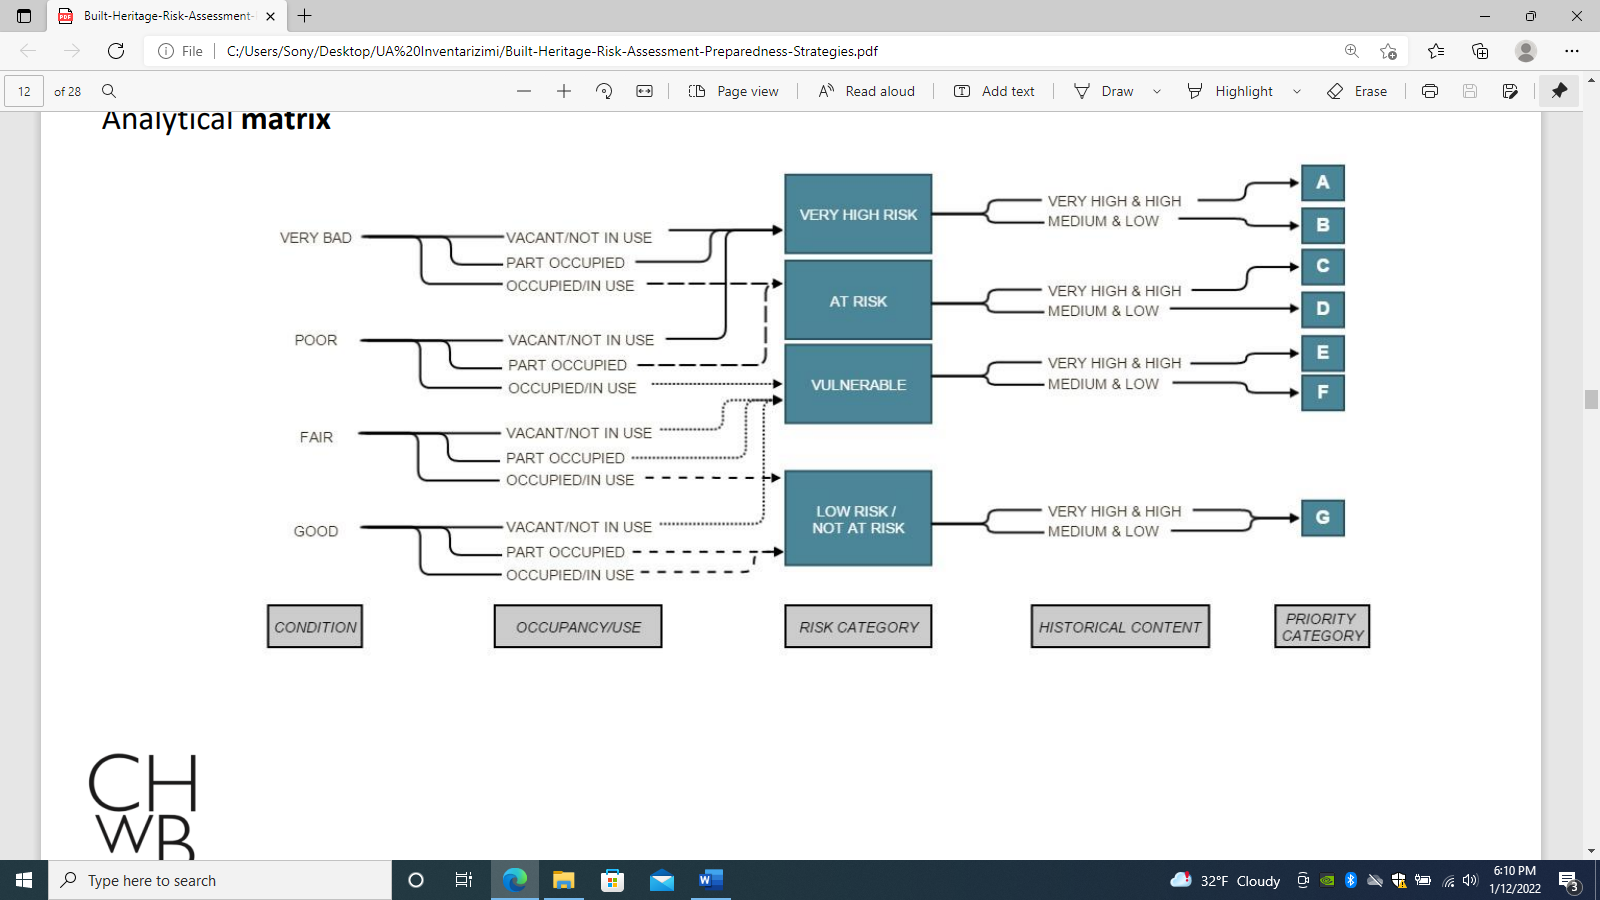 Built-Heritage-Risk-Assessment-
File
C:/Users/Sony/Desktop/UA%20Inventarizimi/Built-Heritage-Risk-Assessment-Preparedness-Strategies.pdf
12 of 28
Page view
Read aloud
Add text
Draw
Highlight
Erase
Analytical matrix
VERY BAD
VACANT/NOT IN USE
PART OCCUPIED
OCCUPIED/IN USE
POOR
VACANT/NOT IN USE
PART OCCUPIED
OCCUPIED/IN USE
FAIR
VACANT/NOT IN USE
PART OCCUPIED
OCCUPIED/IN USE
GOOD
VACANT/NOT IN USE
PART OCCUPIED
OCCUPIED/IN USE
VERY HIGH RISK
AT RISK
VULNERABLE
LOW RISK /
NOT AT RISK
VERY HIGH & HIGH
MEDIUM & LOW
VERY HIGH & HIGH
MEDIUM & LOW
VERY HIGH & HIGH
MEDIUM & LOW
VERY HIGH & HIGH
MEDIUM & LOW
A
B
C
D
E
F
G
CONDITION
OCCUPANCY/USE
RISK CATEGORY
HISTORICAL CONTENT
PRIORITY
CATEGORY
CH
WB
Type here to search
32°F Cloudy
6:10 PM
1/12/2022
3